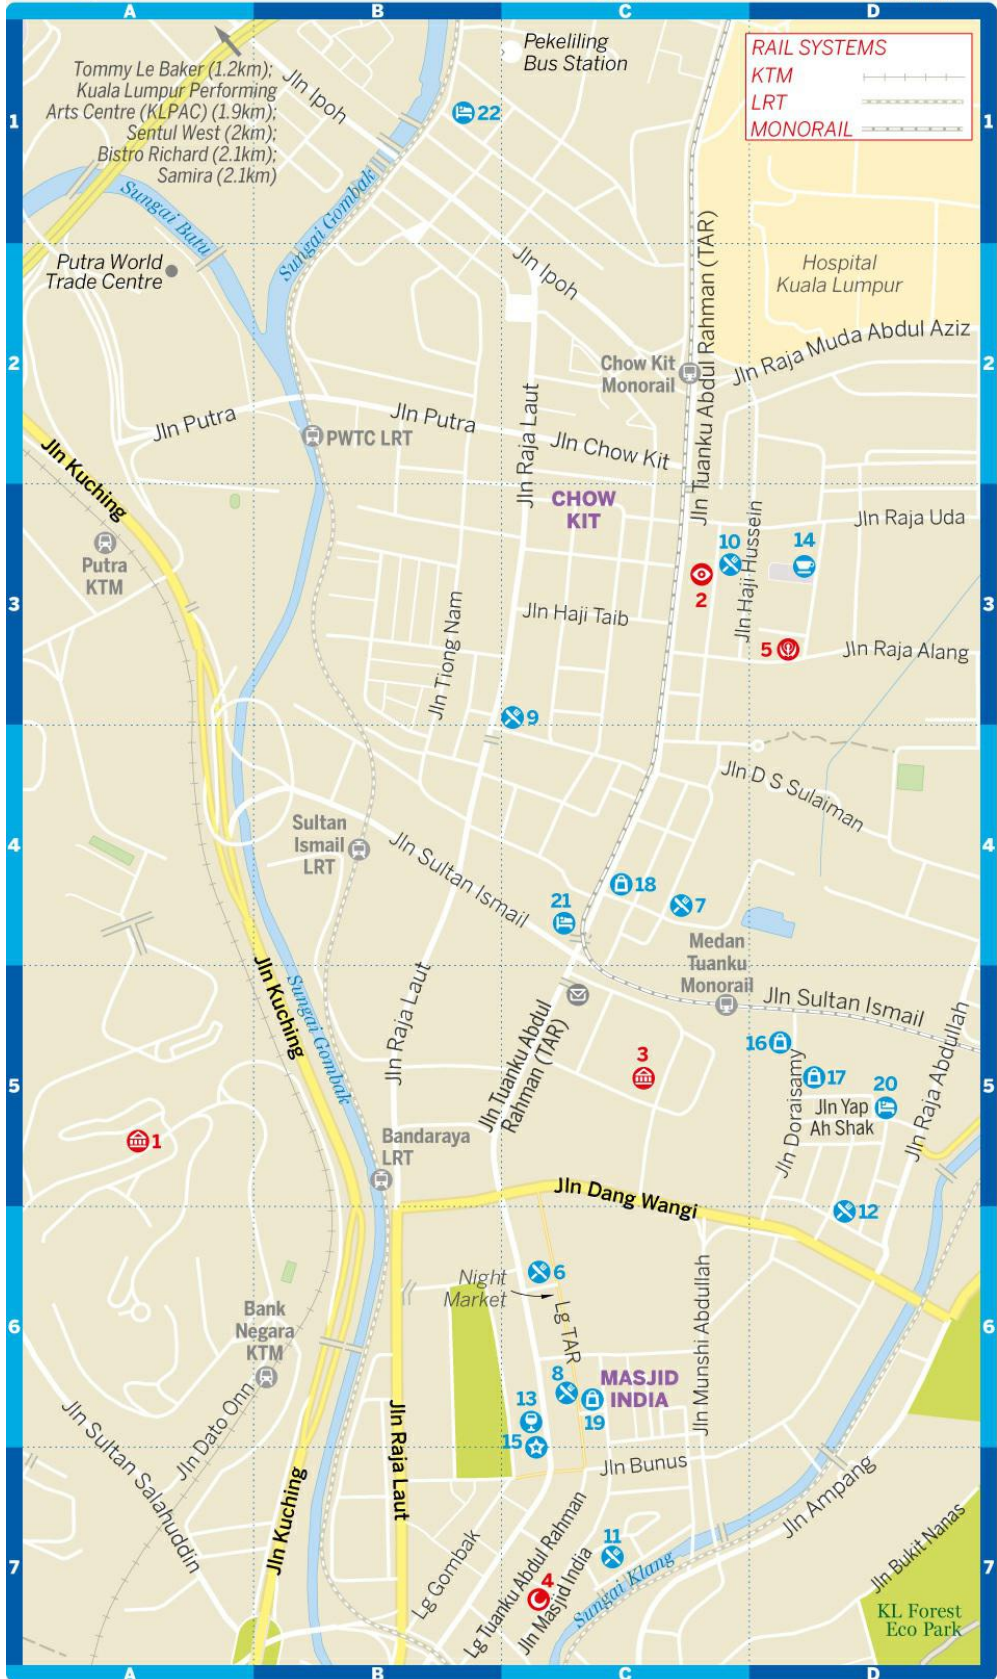 A
B
C
D
Pekeliling
Bus Station
RAIL SYSTEMS
KTM
LRT
MONORAIL
Tommy Le Baker (1.2km);
Kuala Lumpur Performing
Arts Centre (KLPAC) (1.9km);
Sentul West (2km);
Bistro Richard (2.1km);
Samira (2.1km)
Jln Ipoh
22
1
1
Sungai Batu
Sungai Gombak
Jln Tuanku Abdul Rahman (TAR)
Putra World
Trade Centre
Jln Ipoh
Hospital
Kuala Lumpur
2
2
Chow Kit
Monorail
Jln Raja Muda Abdul Aziz
Jln Putra
PWTC LRT
Jln Putra
Jln Raja Laut
Jln Chow Kit
Jln Kuching
CHOW
KIT
Jln Raja Uda
Putra
KTM
10
14
2
Jln Haji Hussein
3
3
Jln Haji Taib
5
Jln Raja Alang
Jln Tiong Nam
9
Jln D S Sulaiman
Sultan
Ismail
LRT
Jln Sultan Ismail
4
4
18
7
21
Medan
Tuanku
Monorail
Jln Kuching
Sungai Gombak
Jln Raja Laut
Jln Tuanku Abdul
Rahman (TAR)
Jln Sultan Ismail
3
16
17
20
Jln Doraisamy
Jln Yap
Ah Shak
Jln Raja Abdullah
5
5
1
Bandaraya
LRT
Jln Dang Wangi
12
Night
Market
6
Lg TAR
Jln Munshi Abdullah
Bank
Negara
KTM
6
6
8
MASJID
INDIA
13
19
15
Jln Sultan Salahuddin
Jln Dato Onn
Jln Kuching
Jln Raja Laut
Jln Bunus
Jln Ampang
Lg Gombak
Lg Tuanku Abdul Rahman
Jln Masjid India
11
4
Sungai Klang
Jln Bukit Nanas
7
7
KL Forest
Eco Park
A
B
C
D